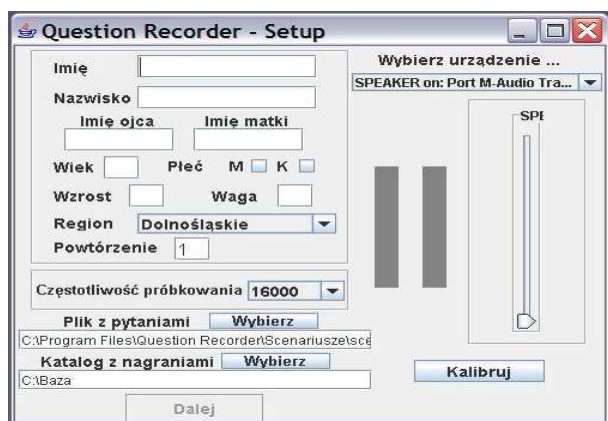 Question Recorder - Setup
Imię
Nazwisko
Imię ojca Imię matki
Wiek Płeć M K
Wzrost Waga
Region Dolnośląskie
Powtórzenie 1
Częstotliwość próbkowania 16000
Plik z pytaniami Wybierz
C:\Program Files\Question Recorder\Scenariusze\sce
Katalog z nagraniami Wybierz
C:\Baza
Dalej
Wybierz urządzenie ...
SPEAKER on: Port M-Audio Tra...
SPE
Kalibruj